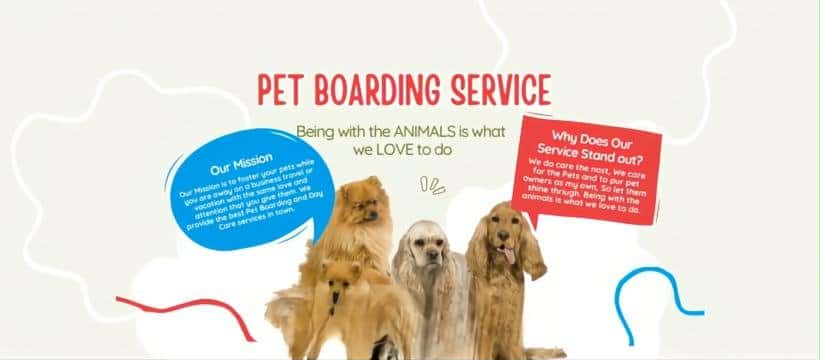 PET BOARDING SERVICE
Being with the ANIMALS is what
we LOVE to do
Our Mission
Our Mission is to foster your pets while
you are away on a business travel or
vacation with the same love and
attention that you give them. We
provide the best Pet Boarding and Day
Care services in town.
Why Does Our
Service Stand out?
We do care the nost, We care
for the Pets and to pur pet
owners as my own, So let them
shine thrugh. Being with the
animals is what we love to do.